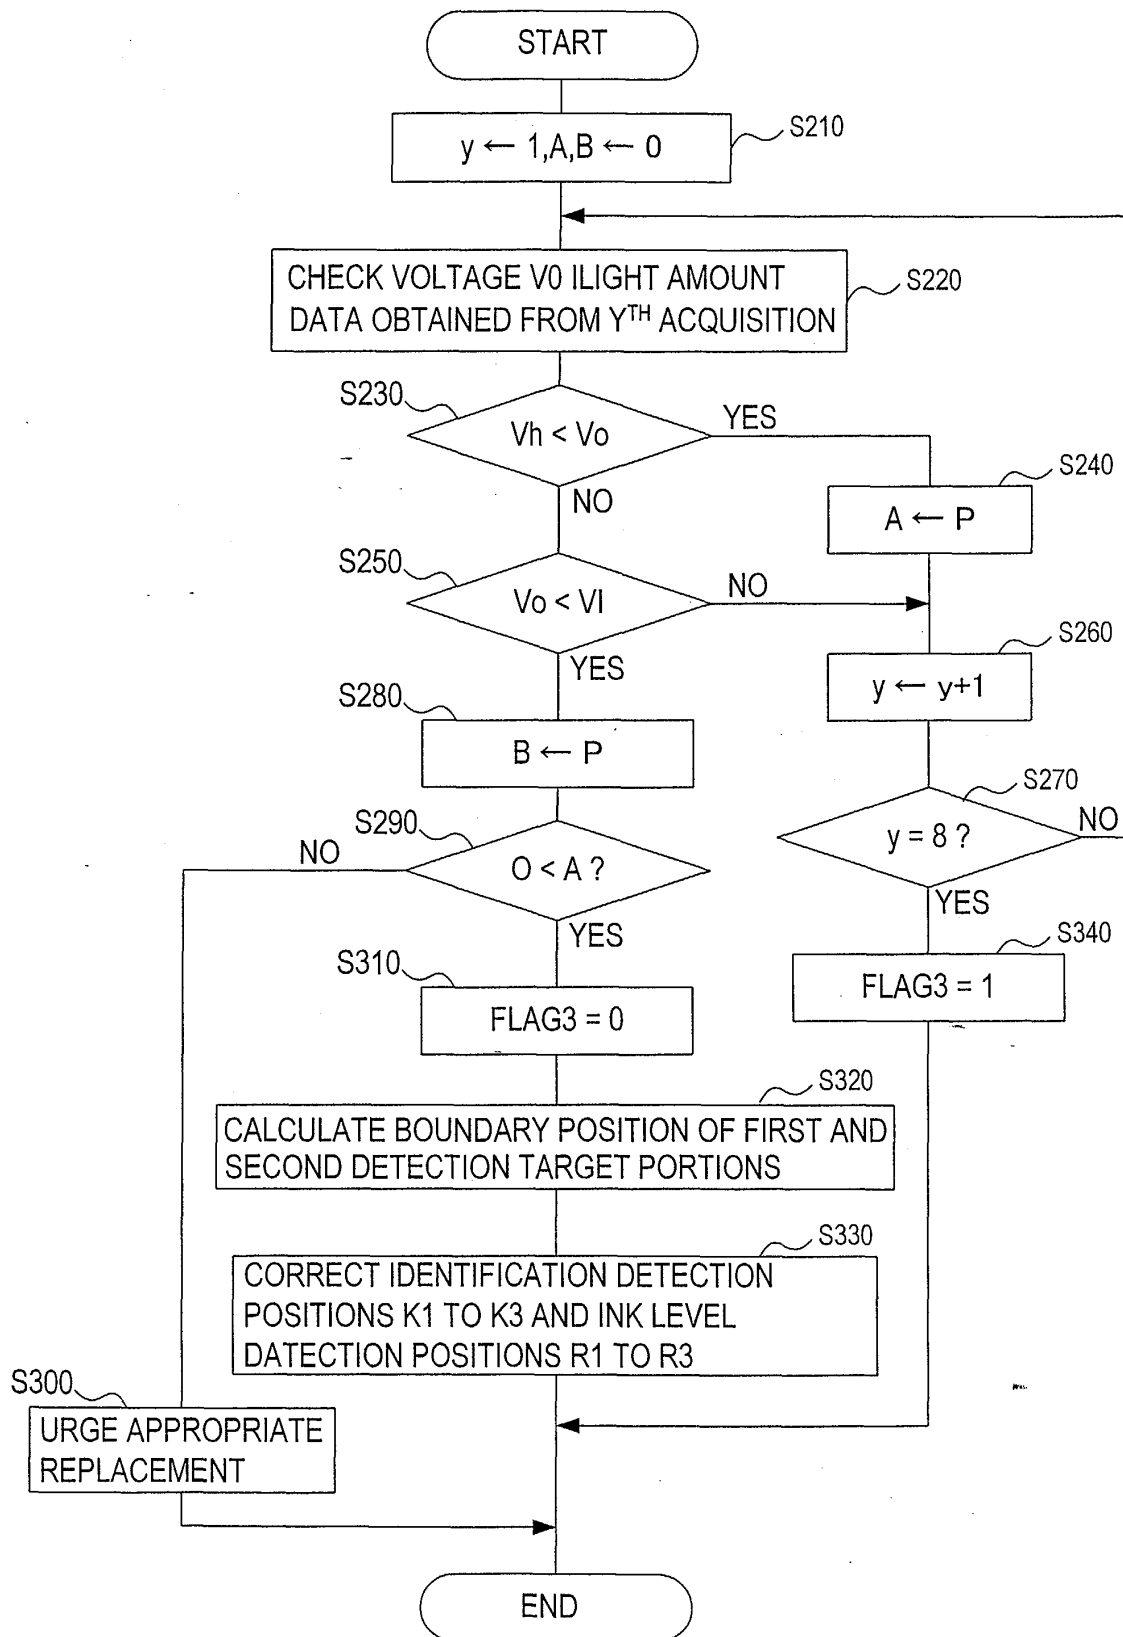 START
y ← 1,A,B ← 0
S210
CHECK VOLTAGE V0 ILIGHT AMOUNT
DATA OBTAINED FROM YTH ACQUISITION
S220
S230
Vh < Vo
YES
NO
S240
A ← P
S250
Vo < Vl
NO
YES
S260
y ← y+1
S280
B ← P
S270
y = 8 ?
NO
YES
S290
O < A ?
NO
YES
S340
FLAG3 = 1
S310
FLAG3 = 0
S320
CALCULATE BOUNDARY POSITION OF FIRST AND
SECOND DETECTION TARGET PORTIONS
S330
CORRECT IDENTIFICATION DETECTION
POSITIONS K1 TO K3 AND INK LEVEL
DATECTION POSITIONS R1 TO R3
S300
URGE APPROPRIATE
REPLACEMENT
END